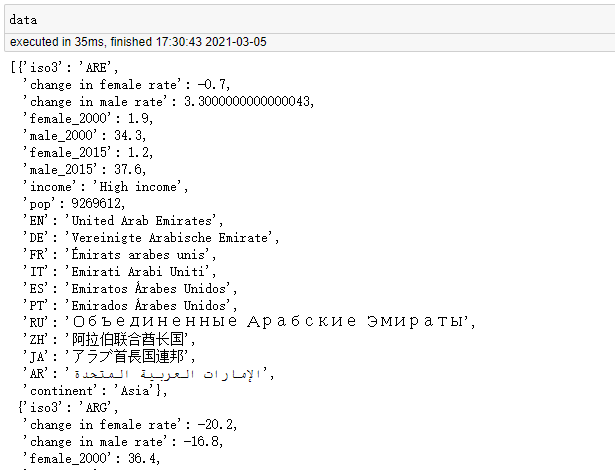 data
executed in 35ms, finished 17:30:43 2021-03-05
[{'iso3': 'ARE',
'change in female rate': -0.7,
'change in male rate': 3.3000000000000043,
'female_2000': 1.9,
'male_2000': 34.3,
'female_2015': 1.2,
'male_2015': 37.6,
'income': 'High income',
'pop': 9269612,
'EN': 'United Arab Emirates',
'DE': 'Vereinigte Arabische Emirate',
'FR': 'Émirats arabes unis',
'IT': 'Emirati Arabi Uniti',
'ES': 'Emiratos Árabes Unidos',
'PT': 'Emirados Árabes Unidos',
'RU': 'Объединенные Арабские Эмираты',
'ZH': '阿拉伯联合酋长国',
'JA': 'アラブ首長国連邦',
'AR': 'الإمارات العربية المتحدة',
'continent': 'Asia'},
{'iso3': 'ARG',
'change in female rate': -20.2,
'change in male rate': -16.8,
'female_2000': 36.4,